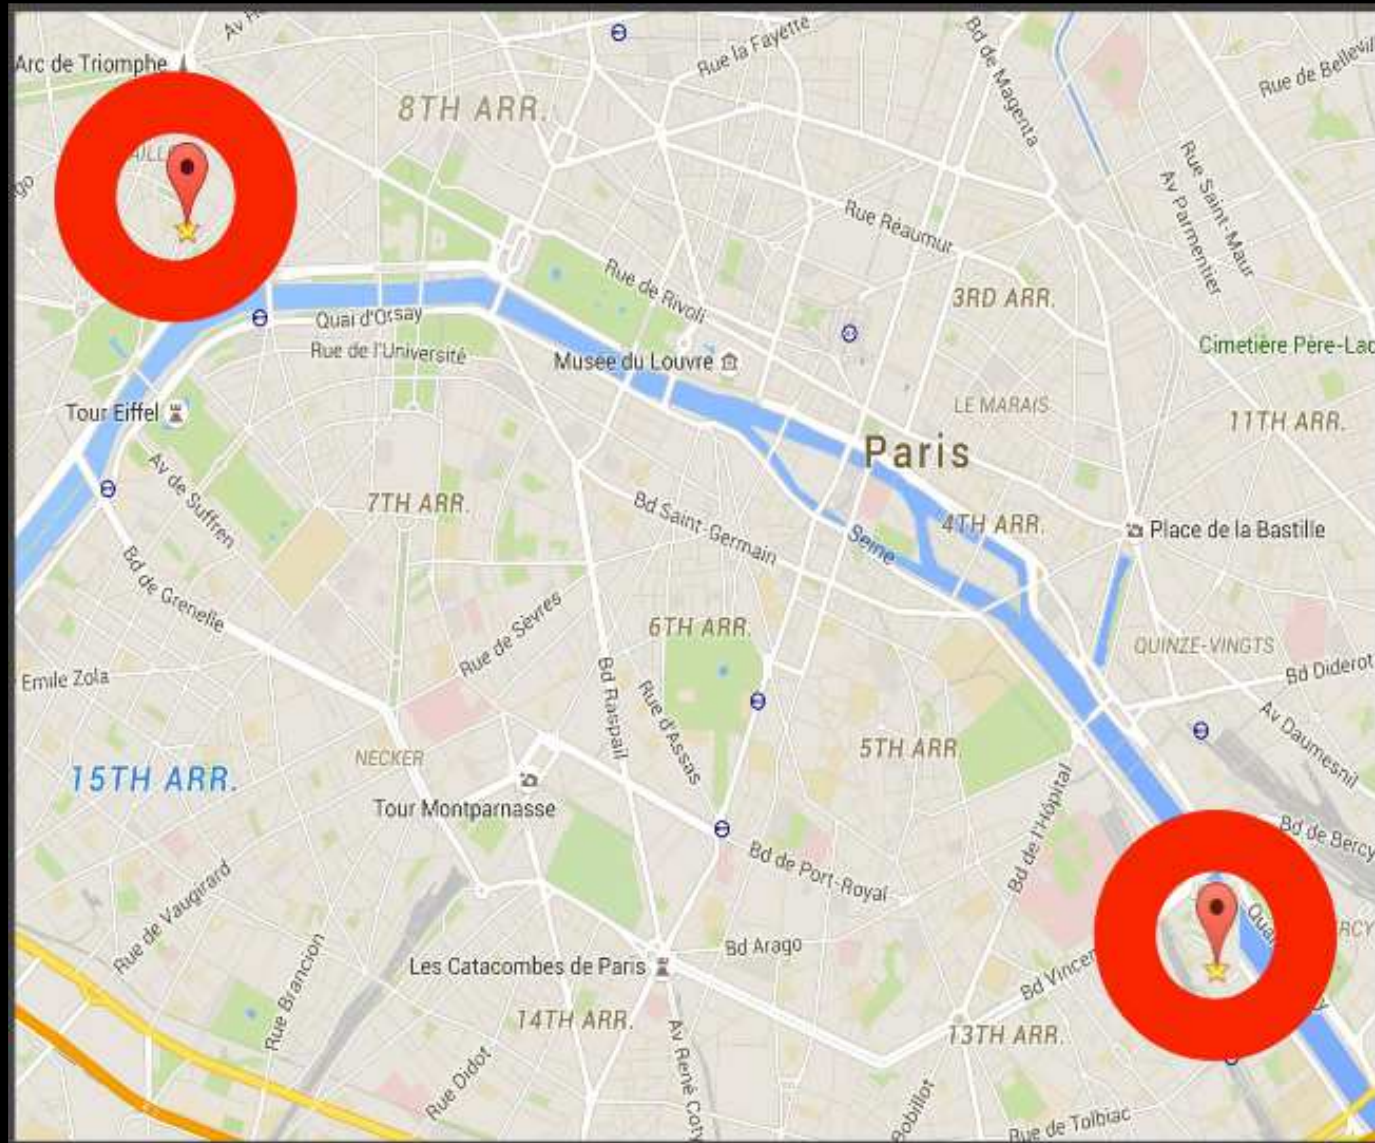 Arc de Triomphe
Rue la Fayette
Bd de Magenta
Rue de
8TH ARR.
Rue Saint-Maur
Av Parmentier
Rue Réaumur
Rue de Rivoli
3RD ARR.
Quai d'Orsay
Rue de l'Université
Musée du Louvre
Cimetière Père-Lac
Tour Eiffel
LE MARAIS
11TH ARR.
Paris
Av de Suffren
7TH ARR.
Bd Saint-Germain
Seine
4TH ARR.
Place de la Bastille
Bd de Grenelle
Rue de Sèvres
6TH ARR.
QUINZE-VINGTS
Emile Zola
Bd Raspail
Rue d'Assas
Bd Diderot
Av Daumesnil
NECKER
5TH ARR.
15TH ARR.
Tour Montparnasse
Bd de l'Hôpital
Bd de Bercy
Bd de Port-Royal
Rue de Vaugirard
Rue Brancion
Bd Arago
Les Catacombes de Paris
Bd Vincen
14TH ARR.
13TH ARR.
Rue Didot
Av René Coty
Bobillot
Rue de Tolbiac